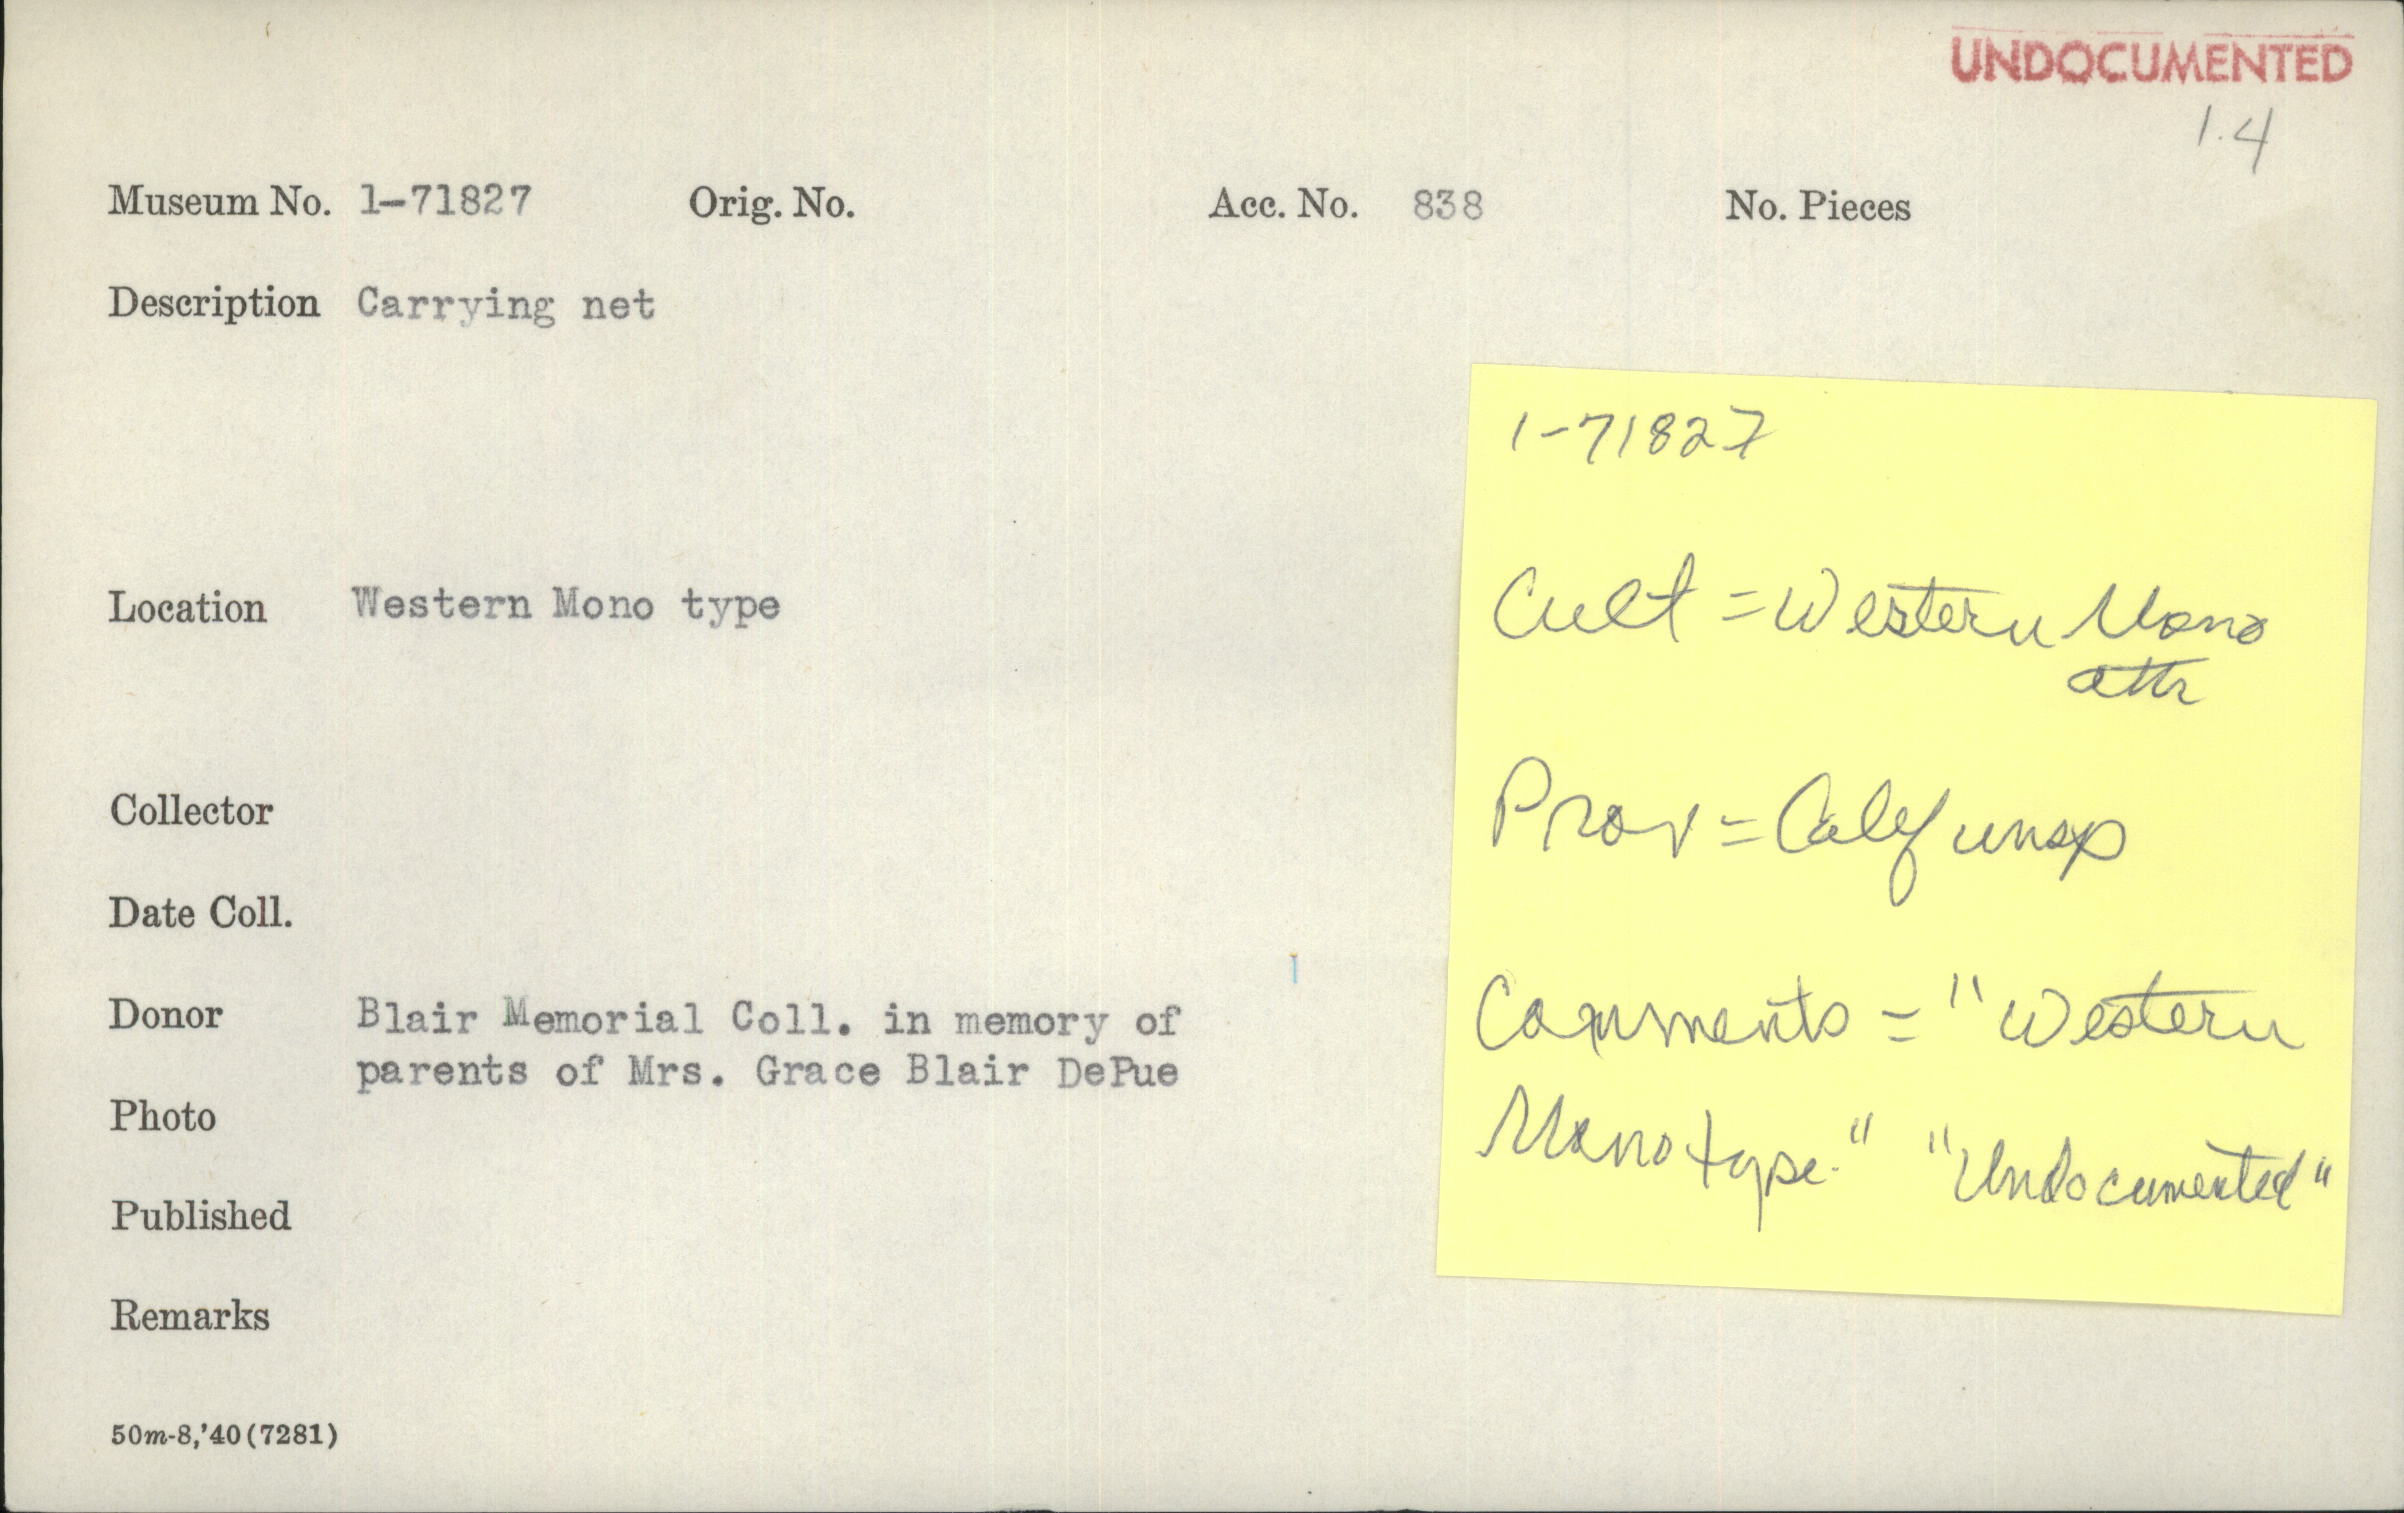 UNDOCUMENTED
1.4
Museum No. 1-71827 Orig. No. Acc. No. 838 No. Pieces
Description Carrying net
Location Western Mono type
Collector
Date Coll.
Donor Blair Memorial Coll. in memory of
parents of Mrs. Grace Blair DePue
Photo
Published
Remarks
50m-8,'40(7281)
1-71827
Cult = Western Mono
attr
Prov = Calif unsp
Comments = "Western
Mono type." "Undocumented"